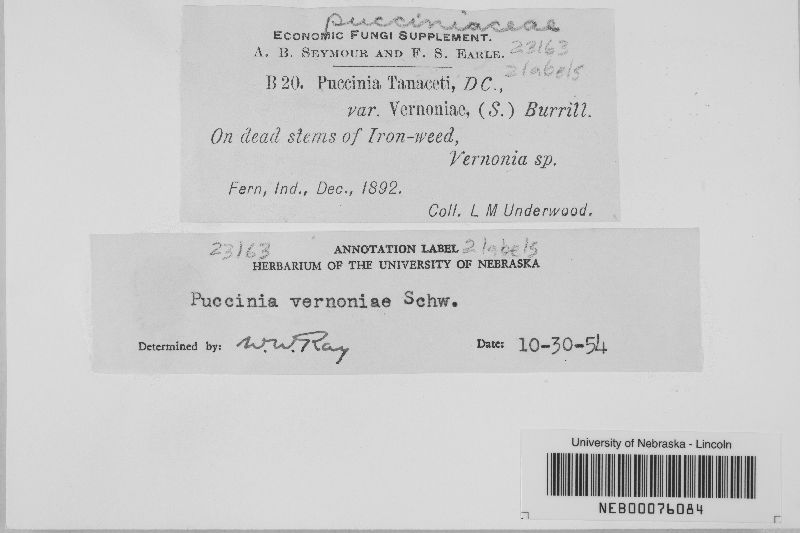 Pucciniaceae
ECONOMIC FUNGI SUPPLEMENT.
A. B. SEYMOUR AND F. S. EARLE. 23163
2 labels
B 20. Puccinia Tanaceti, DC.,
var. Vernoniae, (S.) Burrill.
On dead stems of Iron-weed,
Vernonia sp.
Fern, Ind., Dec., 1892.
Coll. L M Underwood.
23163 ANNOTATION LABEL 2 labels
HERBARIUM OF THE UNIVERSITY OF NEBRASKA
Puccinia vernoniae Schw.
Determined by: W.W. Ray Date: 10-30-54
University of Nebraska - Lincoln
NEB00076084